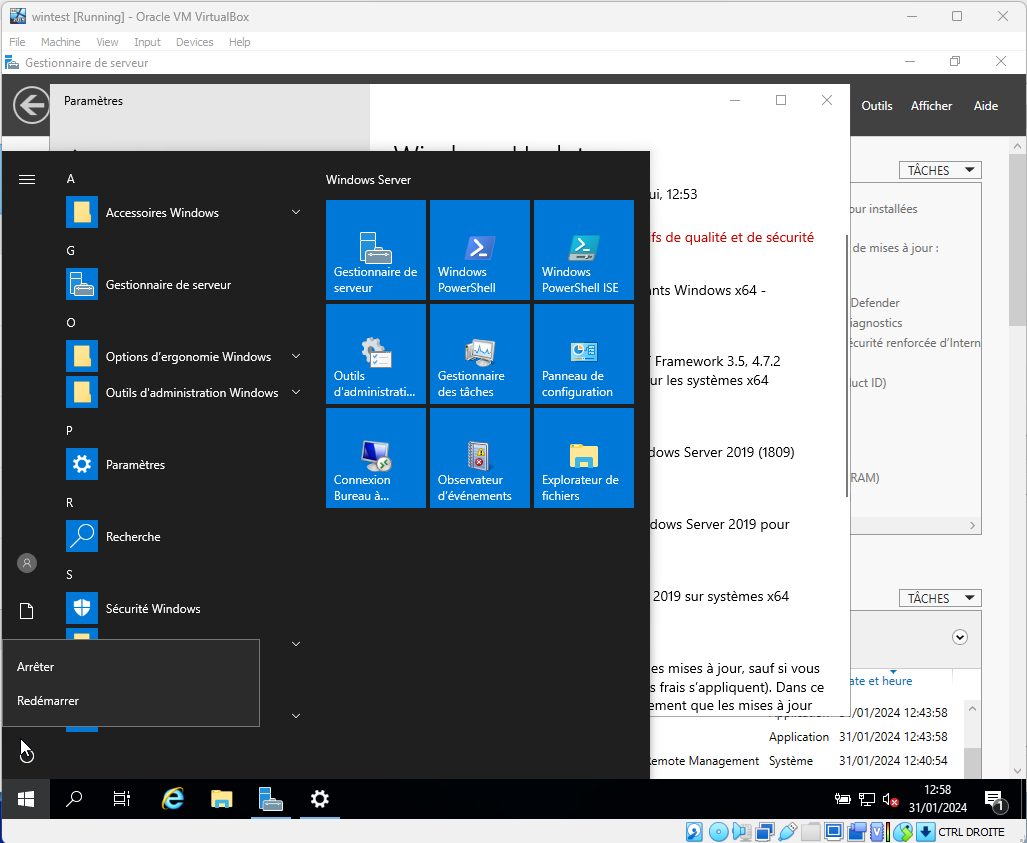 wintest [Running] - Oracle VM VirtualBox
File Machine View Input Devices Help
Gestionnaire de serveur
Paramètres
Outils Afficher Aide
A
Accessoires Windows
G
Gestionnaire de serveur
O
Options d'ergonomie Windows
Outils d'administration Windows
P
Paramètres
R
Recherche
S
Sécurité Windows
Arrêter
Redémarrer
Windows Server
Gestionnaire de
serveur
Windows
PowerShell
Windows
PowerShell ISE
Outils
d'administrati...
Gestionnaire
des tâches
Panneau de
configuration
Connexion
Bureau à...
Observateur
d'événements
Explorateur de
fichiers
ui, 12:53
ifs de qualité et de sécurité
ants Windows x64 -
Framework 3.5, 4.7.2
ur les systèmes x64
dows Server 2019 (1809)
dows Server 2019 pour
2019 sur systèmes x64
es mises à jour, sauf si vous
s frais s'appliquent). Dans ce
ement que les mises à jour
TÂCHES
our installées
de mises à jour :
Defender
iagnostics
écurité renforcée d'Intern
uct ID)
RAM)
TÂCHES
ate et heure
Application 31/01/2024 12:43:58
Application 31/01/2024 12:43:58
emote Management Système 31/01/2024 12:40:54
12:58
31/01/2024
1
CTRL DROITE